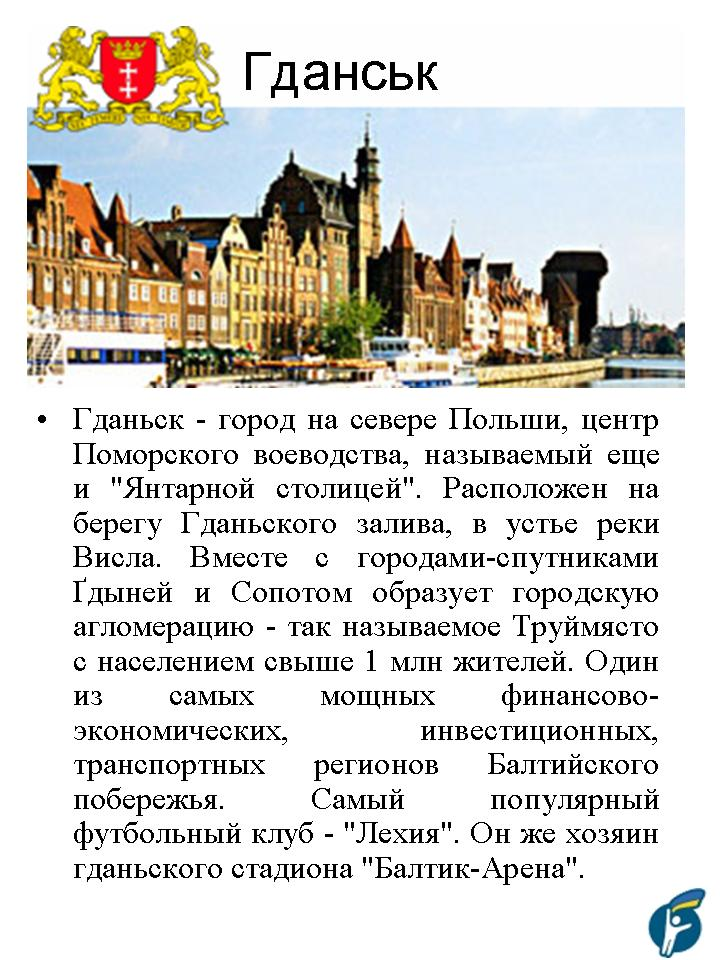 Гданськ
• Гданьск - город на севере Польши, центр
Поморского воеводства, называемый еще
и "Янтарной столицей". Расположен на
берегу Гданьского залива, в устье реки
Висла. Вместе с городами-спутниками
Ґдыней и Сопотом образует городскую
агломерацию - так называемое Труймясто
с населением свыше 1 млн жителей. Один
из самых мощных финансово-
экономических, инвестиционных,
транспортных регионов Балтийского
побережья. Самый популярный
футбольный клуб - "Лехия". Он же хозяин
гданьского стадиона "Балтик-Арена".